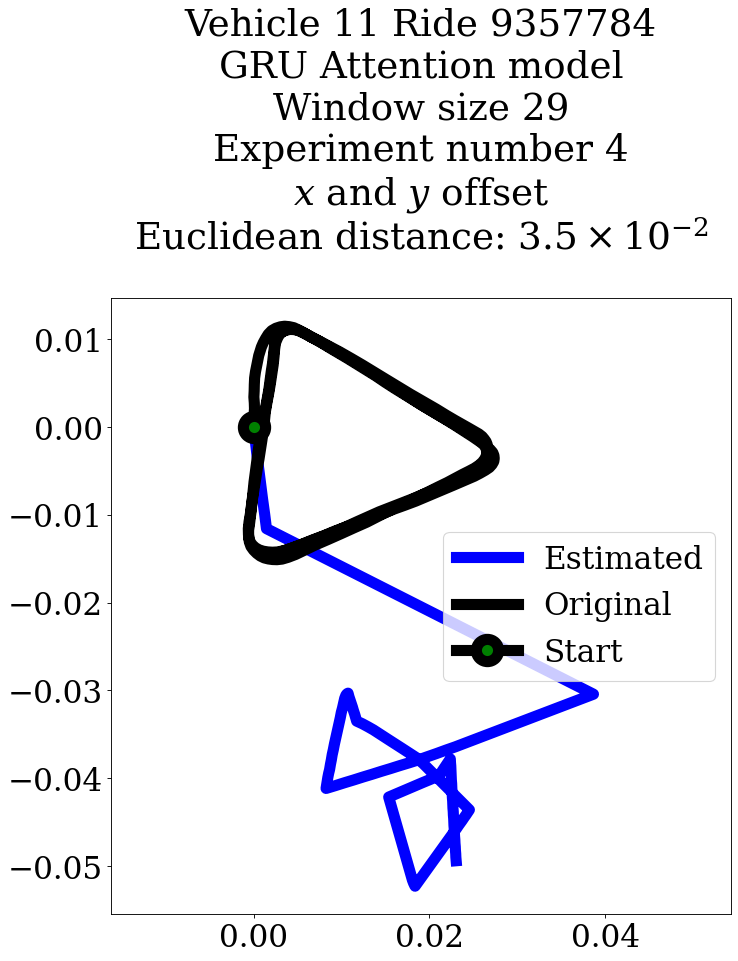 Vehicle 11 Ride 9357784
GRU Attention model
Window size 29
Experiment number 4
x and y offset
Euclidean distance: 3.5 × 10⁻²
0.01
0.00
−0.01
−0.02
−0.03
−0.04
−0.05
Estimated
Original
Start
0.00 0.02 0.04